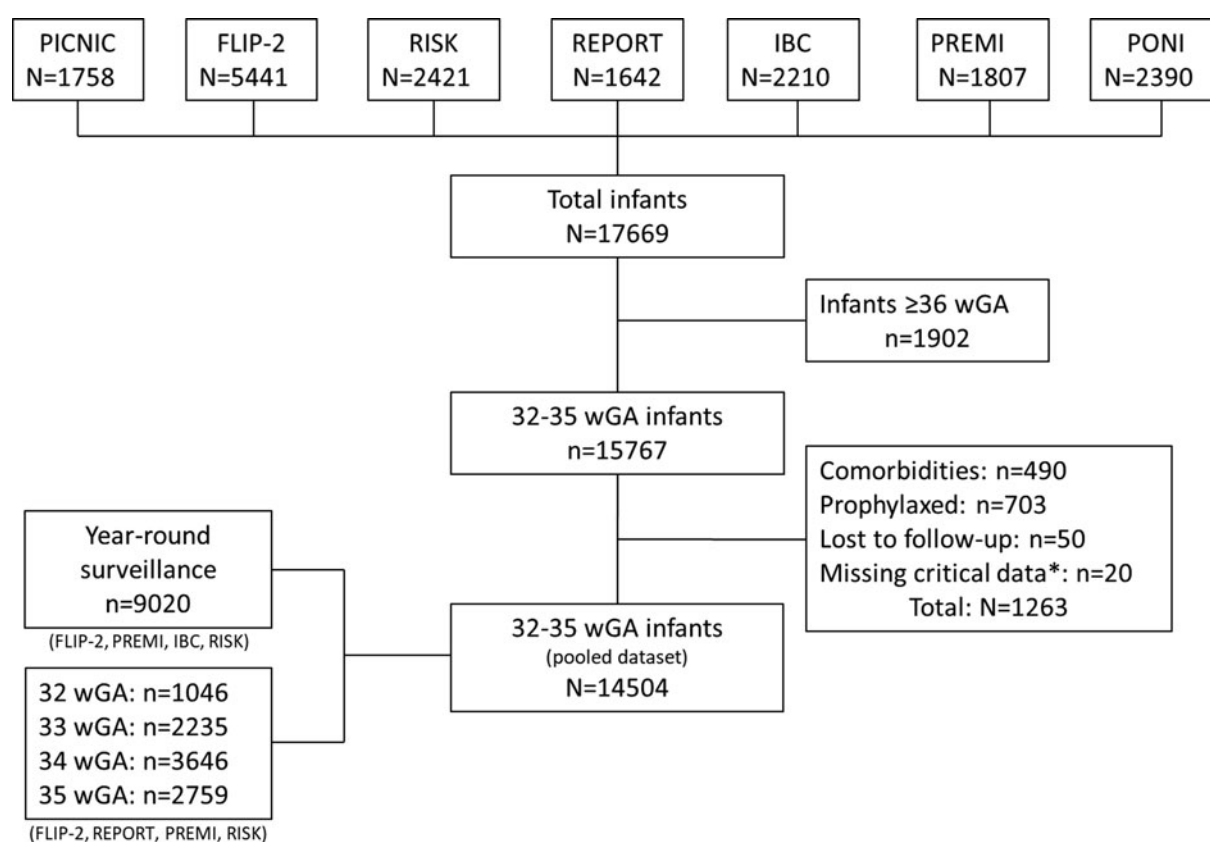 PICNIC
N=1758
FLIP-2
N=5441
RISK
N=2421
REPORT
N=1642
IBC
N=2210
PREMI
N=1807
PONI
N=2390
Total infants
N=17669
Infants ≥36 wGA
n=1902
32-35 wGA infants
n=15767
Comorbidities: n=490
Prophylaxed: n=703
Lost to follow-up: n=50
Missing critical data*: n=20
Total: N=1263
Year-round
surveillance
n=9020
(FLIP-2, PREMI, IBC, RISK)
32-35 wGA infants
(pooled dataset)
N=14504
32 wGA: n=1046
33 wGA: n=2235
34 wGA: n=3646
35 wGA: n=2759
(FLIP-2, REPORT, PREMI, RISK)